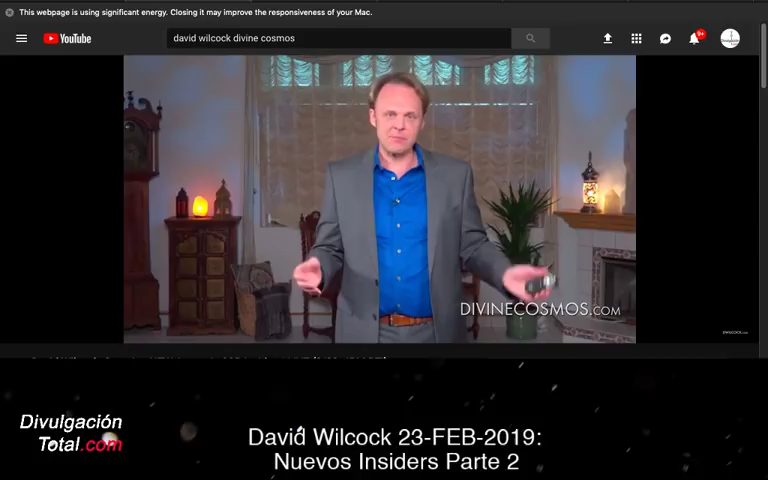 This webpage is using significant energy. Closing it may improve the responsiveness of your Mac.
YouTube
david wilcock divine cosmos
9+
DIVINECOSMOS.COM
Divulgación
Total.com
David Wilcock 23-FEB-2019:
Nuevos Insiders Parte 2